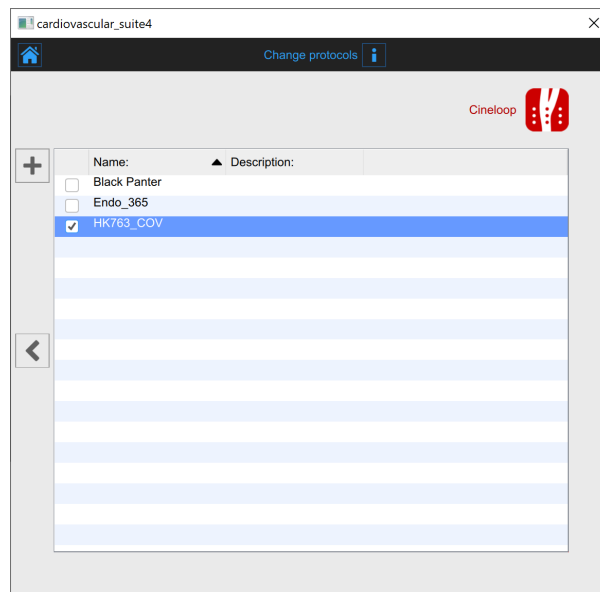 cardiovascular_suite4
Change protocols i
Cineloop
Name: Description:
Black Panter
Endo_365
HK763_COV